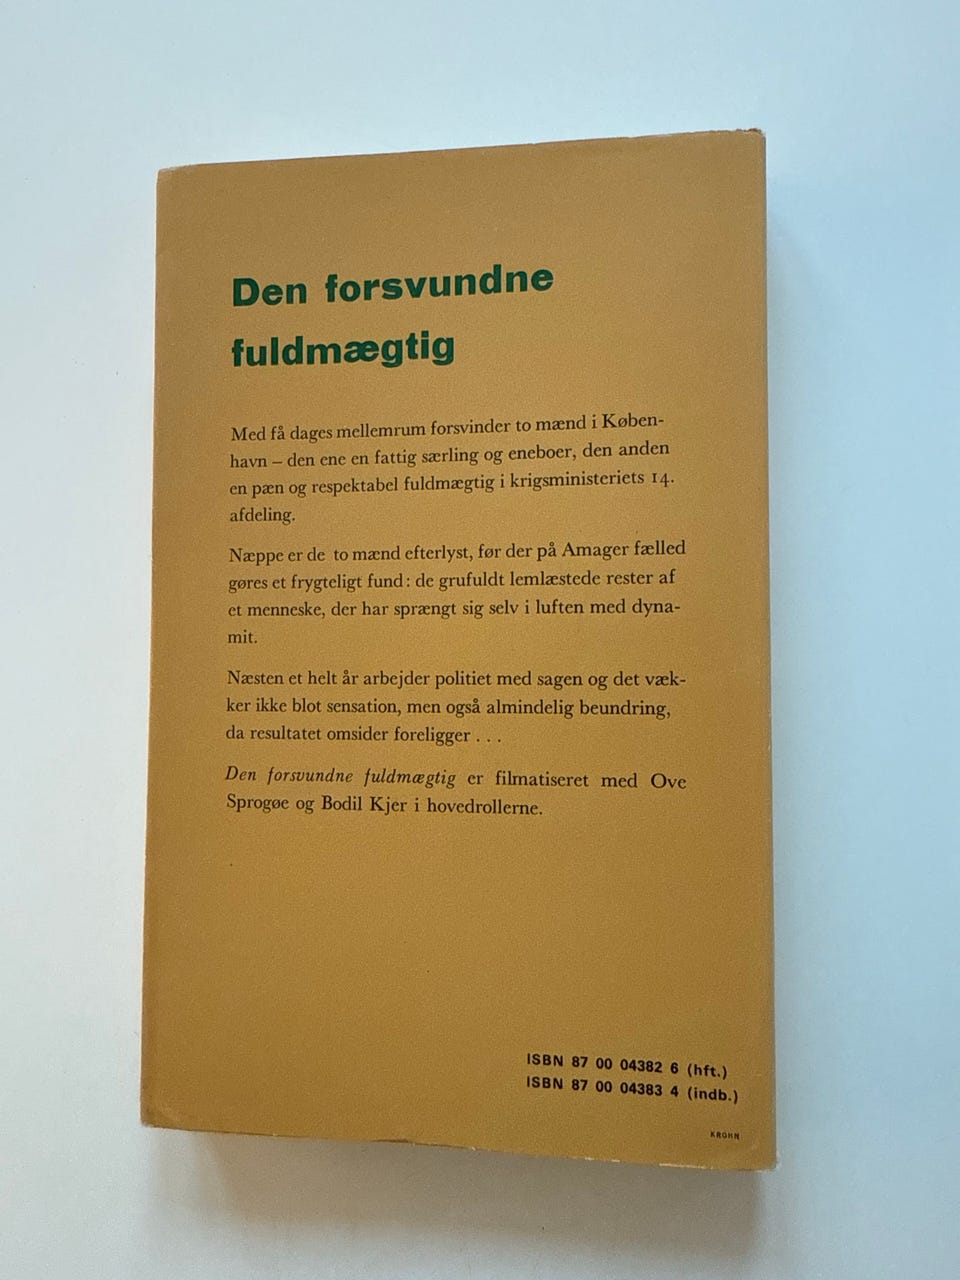 Den forsvundne
fuldmægtig
Med få dages mellemrum forsvinder to mænd i Køben-
havn – den ene en fattig særling og eneboer, den anden
en pæn og respektabel fuldmægtig i krigsministeriets 14.
afdeling.
Næppe er de to mænd efterlyst, før der på Amager fælled
gøres et frygteligt fund: de grufuldt lemlæstede rester af
et menneske, der har sprængt sig selv i luften med dyna-
mit.
Næsten et helt år arbejder politiet med sagen og det væk-
ker ikke blot sensation, men også almindelig beundring,
da resultatet omsider foreligger . . .
Den forsvundne fuldmægtig er filmatiseret med Ove
Sprogøe og Bodil Kjer i hovedrollerne.
ISBN 87 00 04382 6 (hft.)
ISBN 87 00 04383 4 (indb.)
KROHN